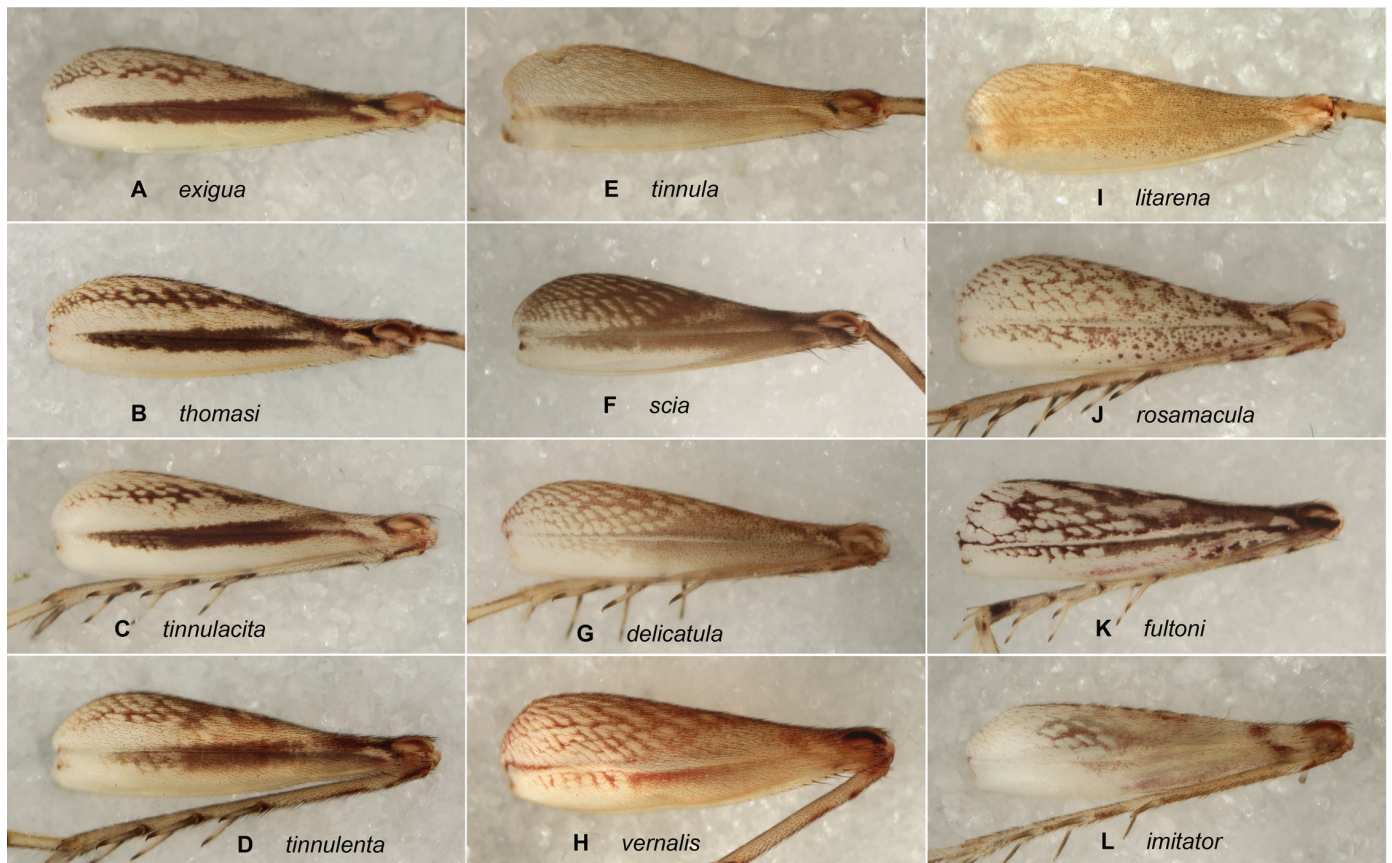 A exigua
B thomasi
C tinnulacita
D tinnulenta
E tinnula
F scia
G delicatula
H vernalis
I litarena
J rosamacula
K fultoni
L imitator